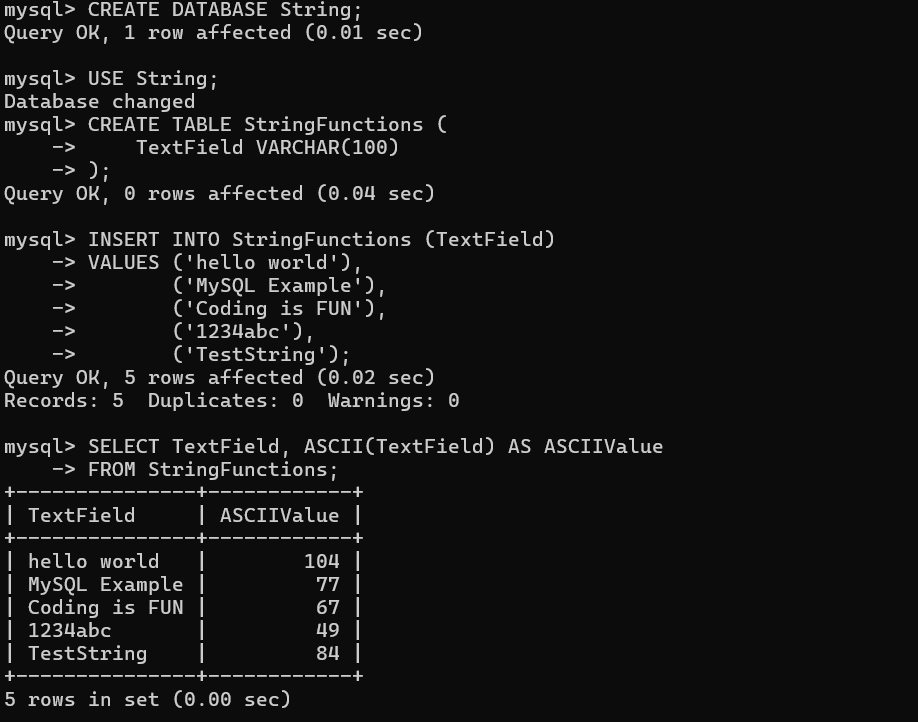 mysql> CREATE DATABASE String;
Query OK, 1 row affected (0.01 sec)

mysql> USE String;
Database changed
mysql> CREATE TABLE StringFunctions (
    ->     TextField VARCHAR(100)
    -> );
Query OK, 0 rows affected (0.04 sec)

mysql> INSERT INTO StringFunctions (TextField)
    -> VALUES ('hello world'),
    ->        ('MySQL Example'),
    ->        ('Coding is FUN'),
    ->        ('1234abc'),
    ->        ('TestString');
Query OK, 5 rows affected (0.02 sec)
Records: 5  Duplicates: 0  Warnings: 0

mysql> SELECT TextField, ASCII(TextField) AS ASCIIValue
    -> FROM StringFunctions;
+---------------+------------+
| TextField     | ASCIIValue |
+---------------+------------+
| hello world   |        104 |
| MySQL Example |         77 |
| Coding is FUN |         67 |
| 1234abc       |         49 |
| TestString    |         84 |
+---------------+------------+
5 rows in set (0.00 sec)